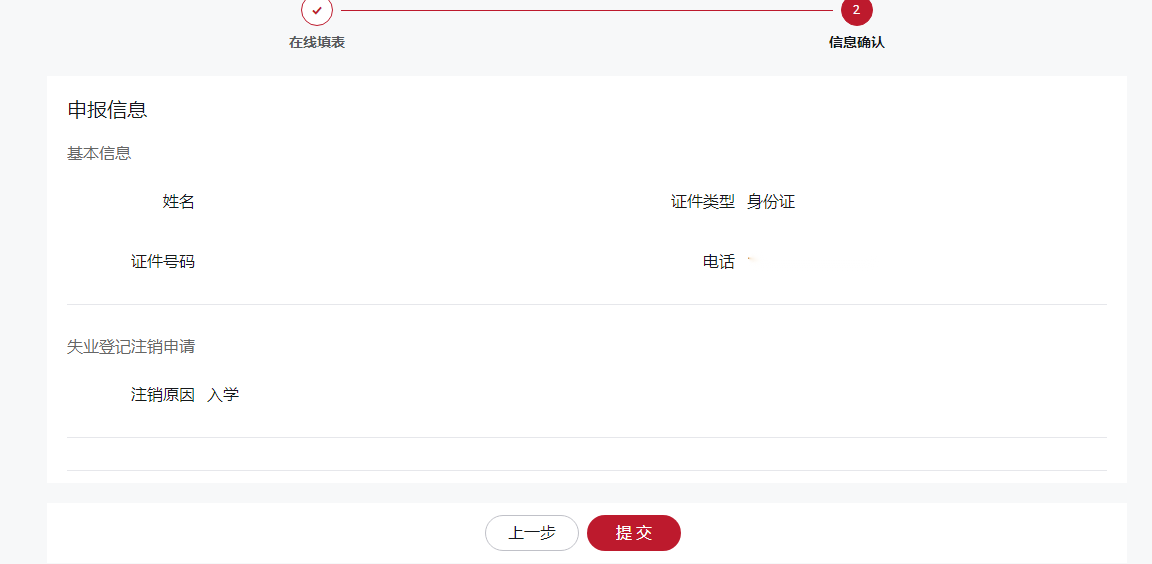 2
在线填表
信息确认
申报信息
基本信息
姓名
证件类型 身份证
证件号码
电话
失业登记注销申请
注销原因 入学
上一步
提 交